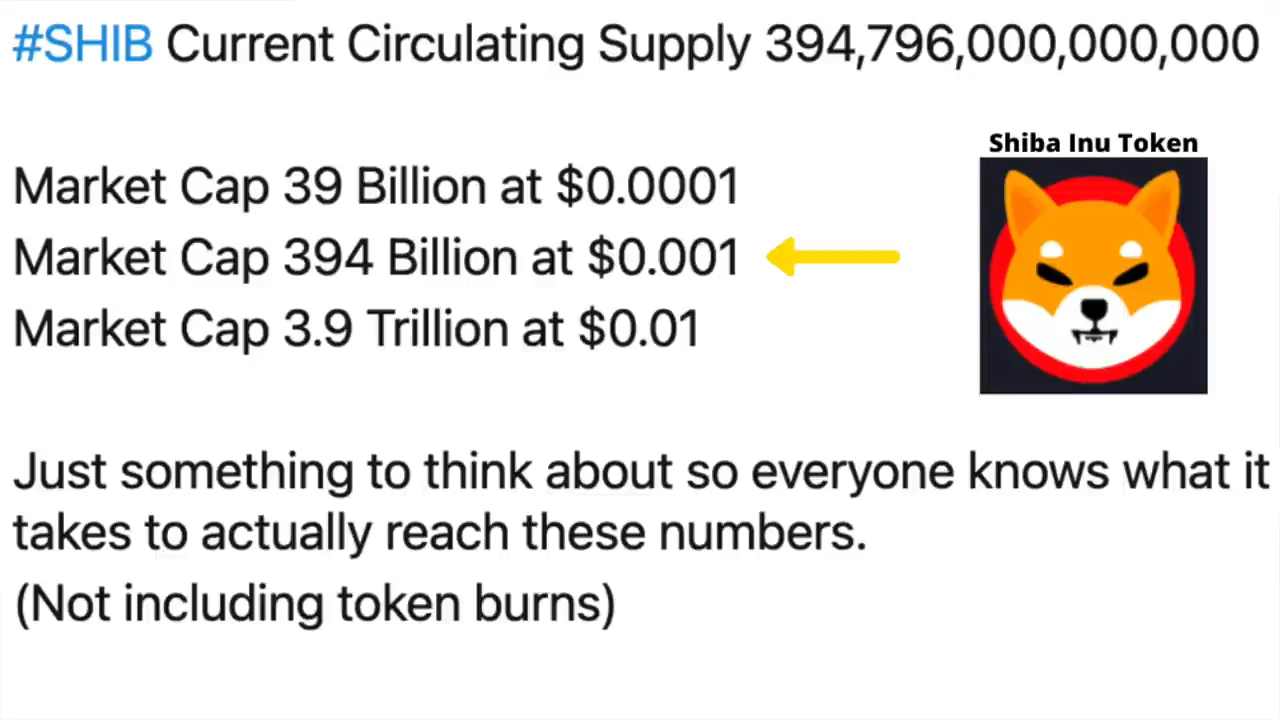 #SHIB Current Circulating Supply 394,796,000,000,000
Shiba Inu Token
Market Cap 39 Billion at $0.0001
Market Cap 394 Billion at $0.001
Market Cap 3.9 Trillion at $0.01
Just something to think about so everyone knows what it
takes to actually reach these numbers.
(Not including token burns)